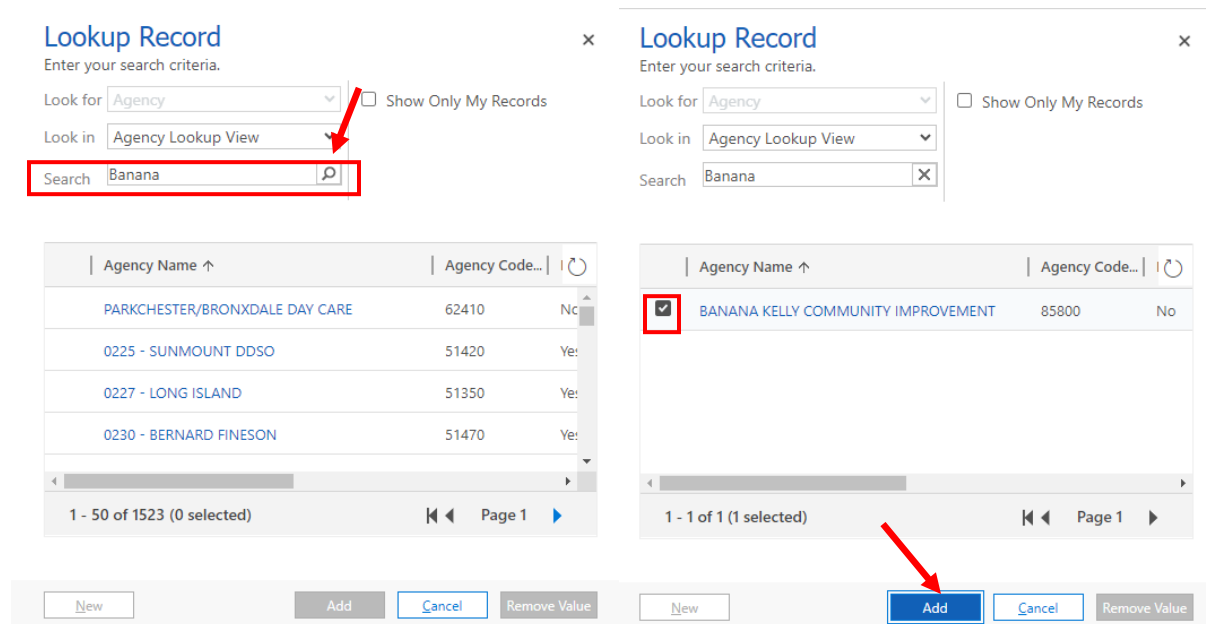 Lookup Record
Enter your search criteria.
Look for Agency
Show Only My Records
Look in Agency Lookup View
Search Banana
Agency Name ↑ Agency Code...
PARKCHESTER/BRONXDALE DAY CARE 62410
0225 - SUNMOUNT DDSO 51420
0227 - LONG ISLAND 51350
0230 - BERNARD FINESON 51470
1 - 50 of 1523 (0 selected) Page 1
New Add Cancel Remove Value
Lookup Record
Enter your search criteria.
Look for Agency
Show Only My Records
Look in Agency Lookup View
Search Banana
Agency Name ↑ Agency Code...
BANANA KELLY COMMUNITY IMPROVEMENT 85800 No
1 - 1 of 1 (1 selected) Page 1
New Add Cancel Remove Value